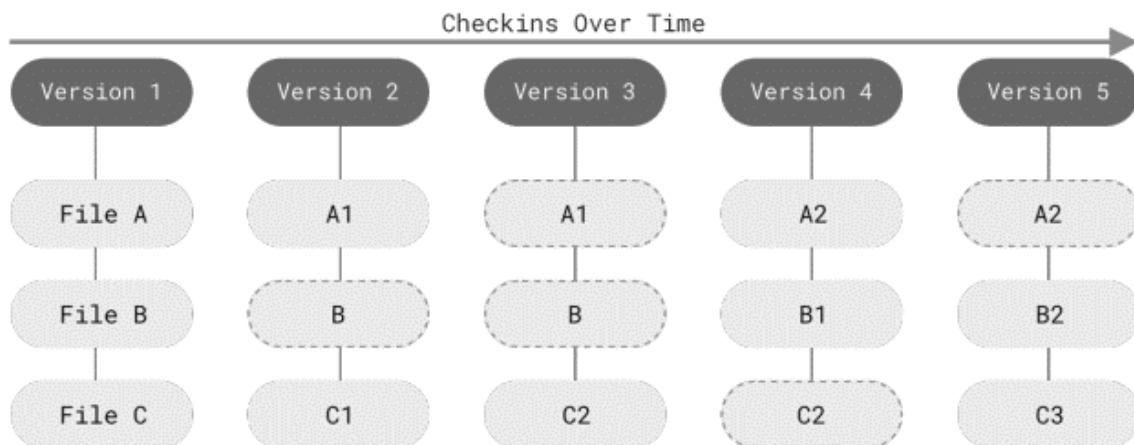 Checkins Over Time
Version 1 Version 2 Version 3 Version 4 Version 5
File A A1 A1 A2 A2
File B B B B1 B2
File C C1 C2 C2 C3